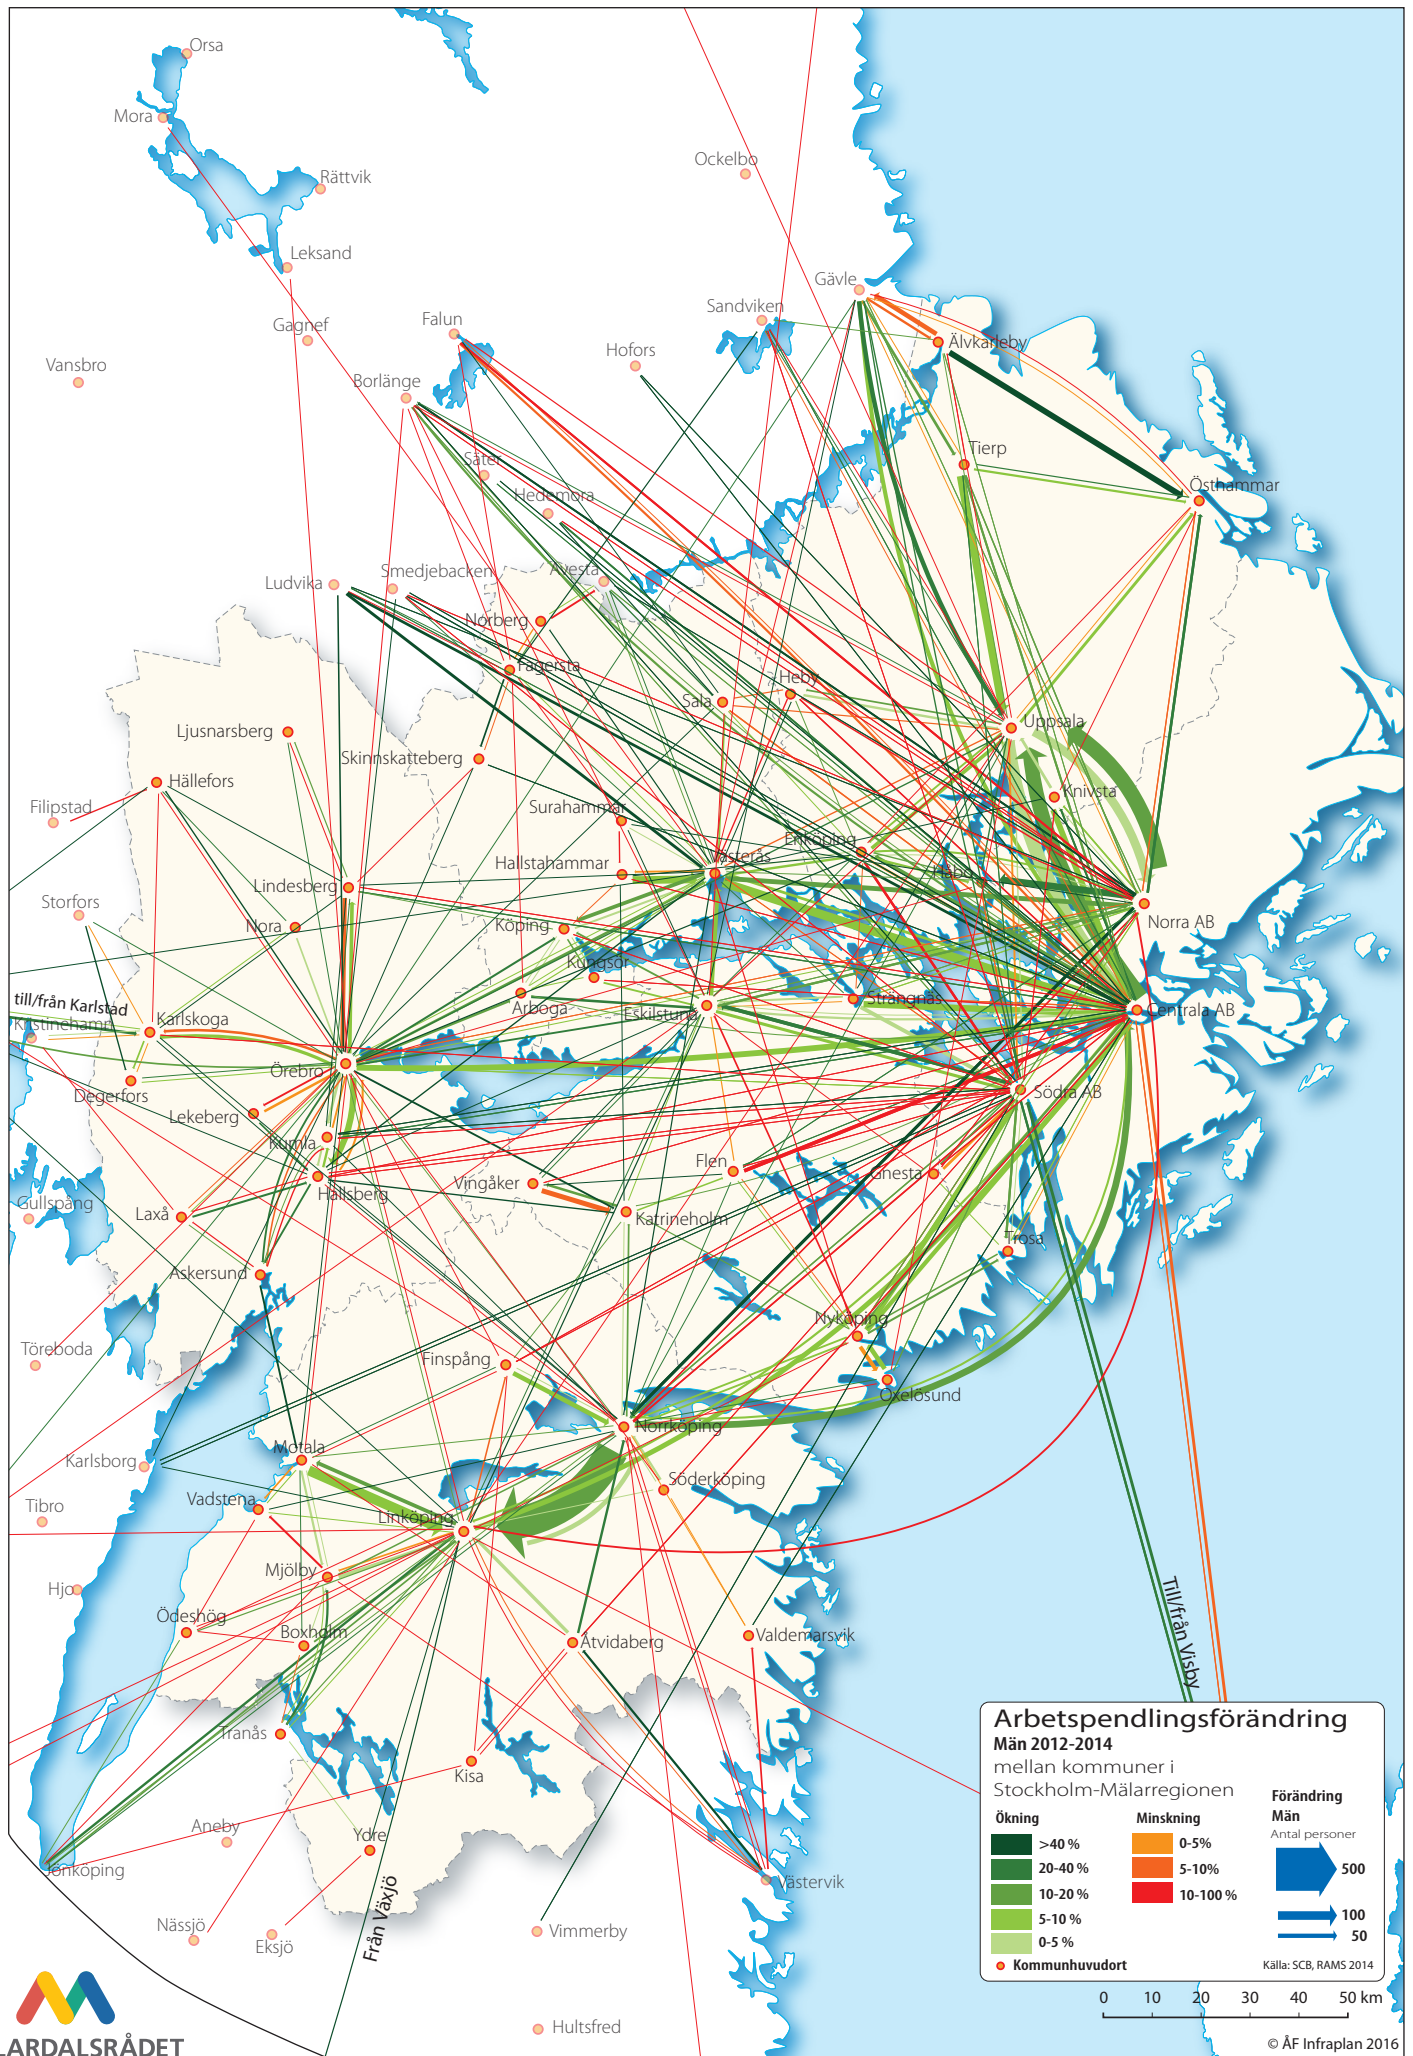 Orsa
Mora
Ockelbo
Rättvik
Leksand
Gävle
Sandviken
Falun
Gagnef
Älvkarleby
Hofors
Vansbro
Borlänge
Tierp
Säter
Östhammar
Hedemora
Avesta
Smedjebacken
Ludvika
Norberg
Fagersta
Heby
Sala
Uppsala
Ljusnarsberg
Skinnskatteberg
Hällefors
Knivsta
Filipstad
Surahammar
Enköping
Västerås
Hallstahammar
Håbo
Lindesberg
Storfors
Norra AB
Nora
Köping
Kungsör
Strängnäs
till/från Karlstad
Arboga
Eskilstuna
Centrala AB
Karlskoga
Kristinehamn
Örebro
Södra AB
Degerfors
Lekeberg
Kumla
Flen
Gnesta
Vingåker
Hallsberg
Gullspång
Laxå
Katrineholm
Trosa
Askersund
Nyköping
Töreboda
Finspång
Oxelösund
Norrköping
Motala
Karlsborg
Söderköping
Vadstena
Tibro
Linköping
Mjölby
Hjo
Till/från Visby
Ödeshög
Boxholm
Åtvidaberg
Valdemarsvik
Tranås
Kisa
Aneby
Ydre
Jönköping
Västervik
Nässjö
Eksjö
Från Växjö
Vimmerby
Hultsfred
Arbetspendlingsförändring
Män 2012-2014
mellan kommuner i
Stockholm-Mälarregionen
Ökning
>40 %
20-40 %
10-20 %
5-10 %
0-5 %
Kommunhuvudort
Minskning
0-5%
5-10%
10-100 %
Förändring
Män
Antal personer
500
100
50
Källa: SCB, RAMS 2014
0 10 20 30 40 50 km
© ÅF Infraplan 2016
LARDALSRÅDET